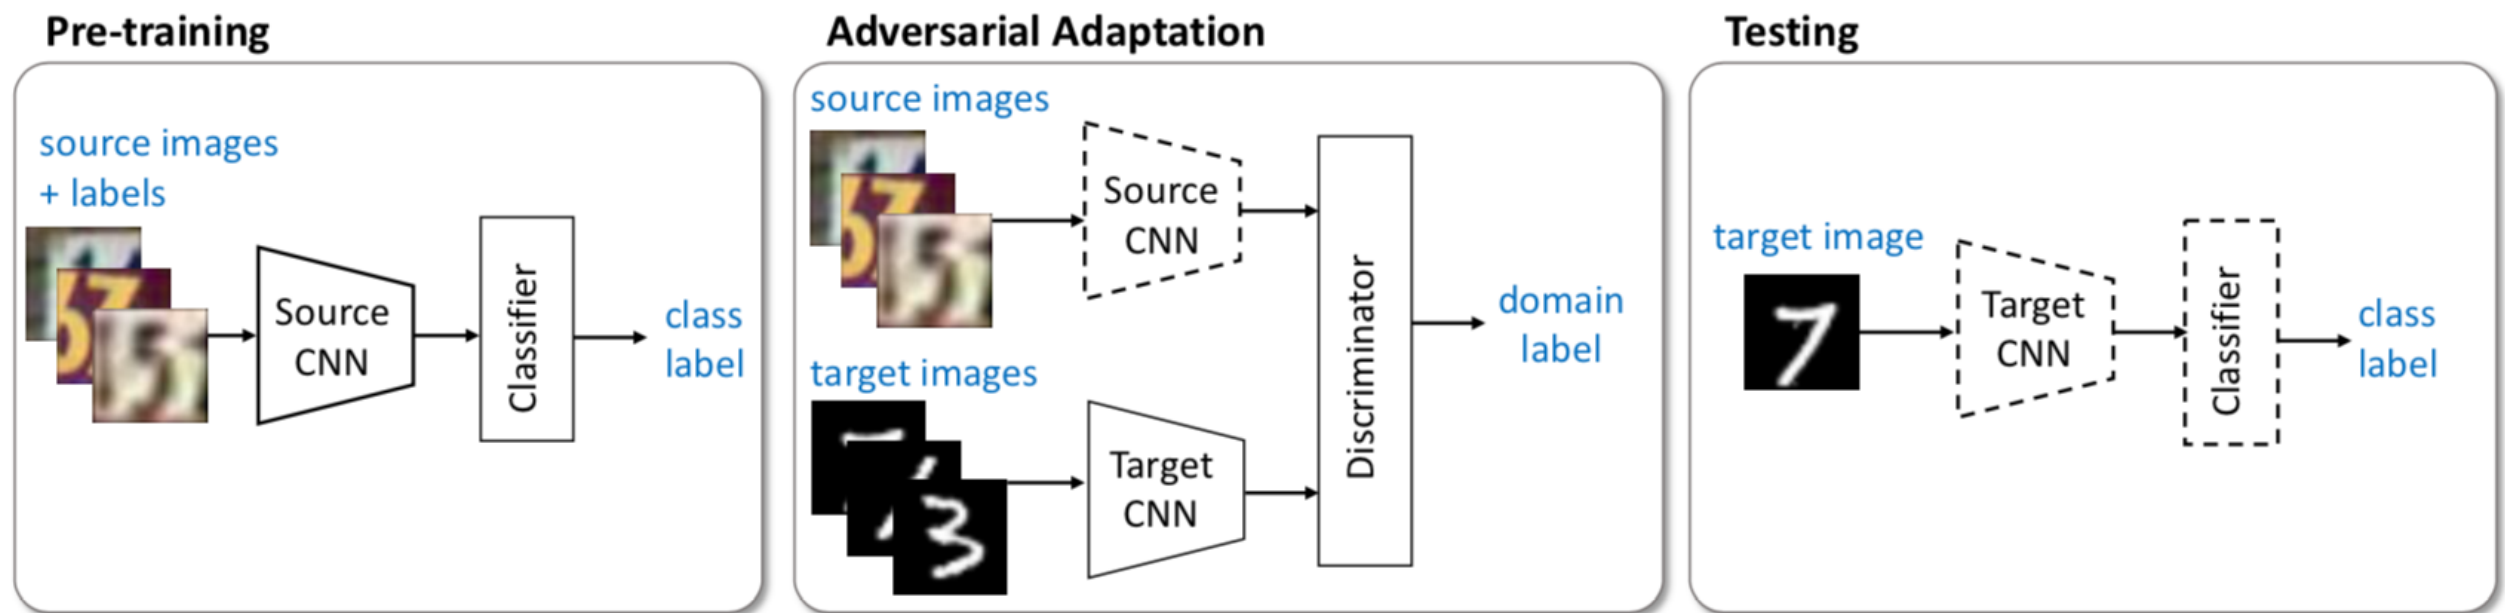 Pre-training
source images
+ labels
Source
CNN
Classifier
class
label
Adversarial Adaptation
source images
Source
CNN
target images
Target
CNN
Discriminator
domain
label
Testing
target image
7
Target
CNN
Classifier
class
label